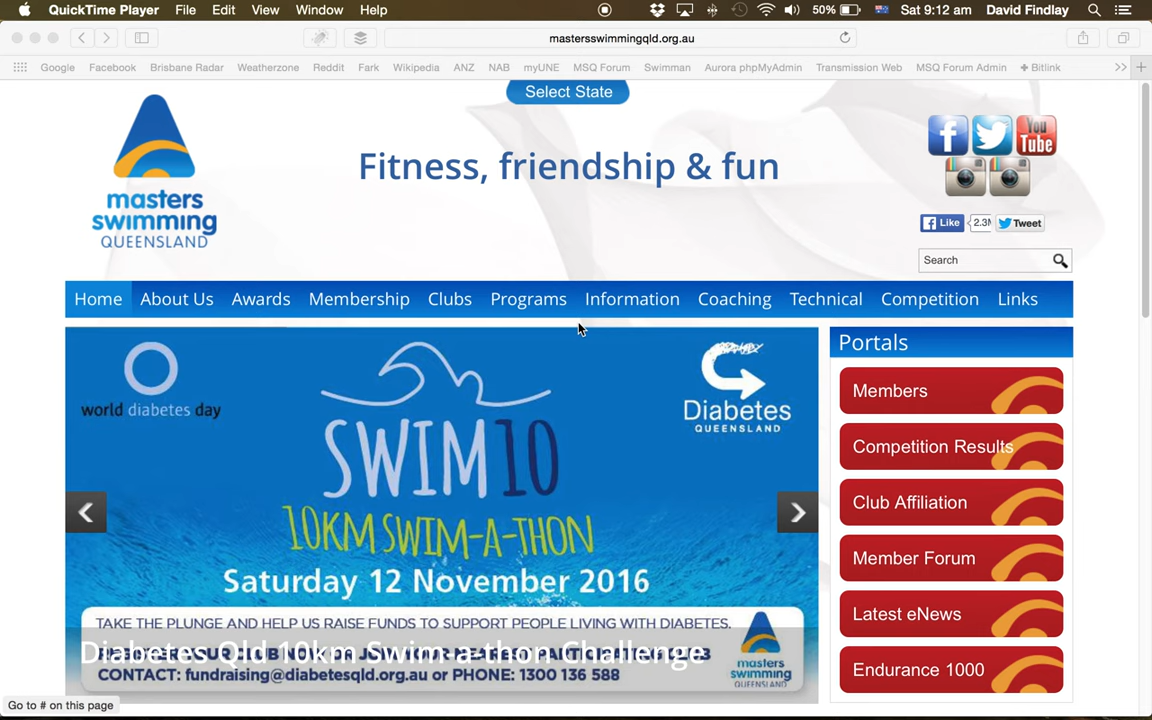 QuickTime Player File Edit View Window Help 50% Sat 9:12 am David Findlay
mastersswimmingqld.org.au
Google Facebook Brisbane Radar Weatherzone Reddit Fark Wikipedia ANZ NAB myUNE MSQ Forum Swimman Aurora phpMyAdmin Transmission Web MSQ Forum Admin Bitlink >>
Select State
masters
swimming
QUEENSLAND
Fitness, friendship & fun
You
Tube
Like Tweet
Search
Home About Us Awards Membership Clubs Programs Information Coaching Technical Competition Links
world diabetes day
SWIM10
10KM SWIM-A-THON
Saturday 12 November 2016
Diabetes
QUEENSLAND
TAKE THE PLUNGE AND HELP US RAISE FUNDS TO SUPPORT PEOPLE LIVING WITH DIABETES.
Diabetes Qld 10km Swim-a-thon Challenge
CONTACT: fundraising@diabetesqld.org.au or PHONE: 1300 136 588
masters
swimming
QUEENSLAND
Portals
Members
Competition Results
Club Affiliation
Member Forum
Latest eNews
Endurance 1000
Go to # on this page